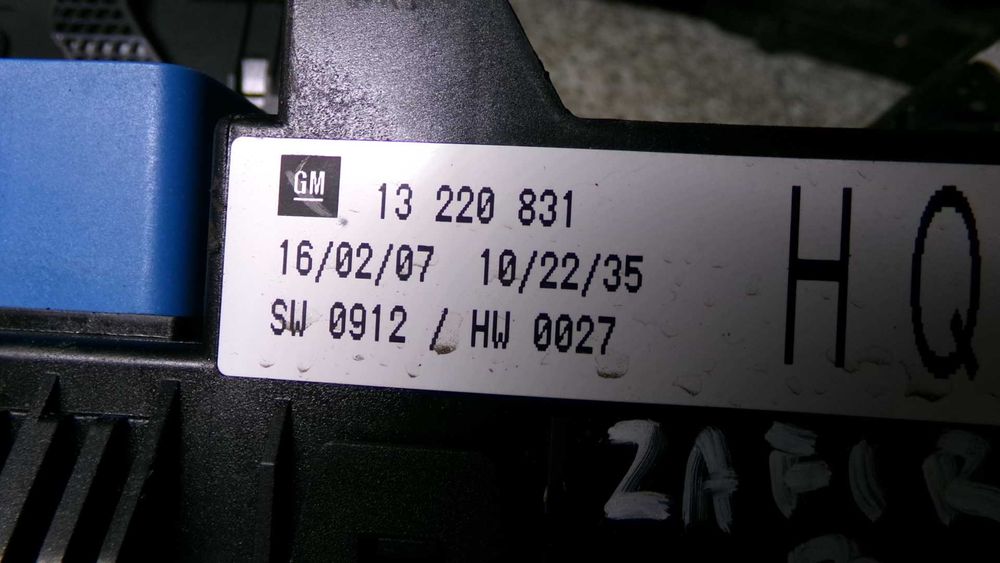 GM 13 220 831
16/02/07 10/22/35
SW 0912 / HW 0027
HQ